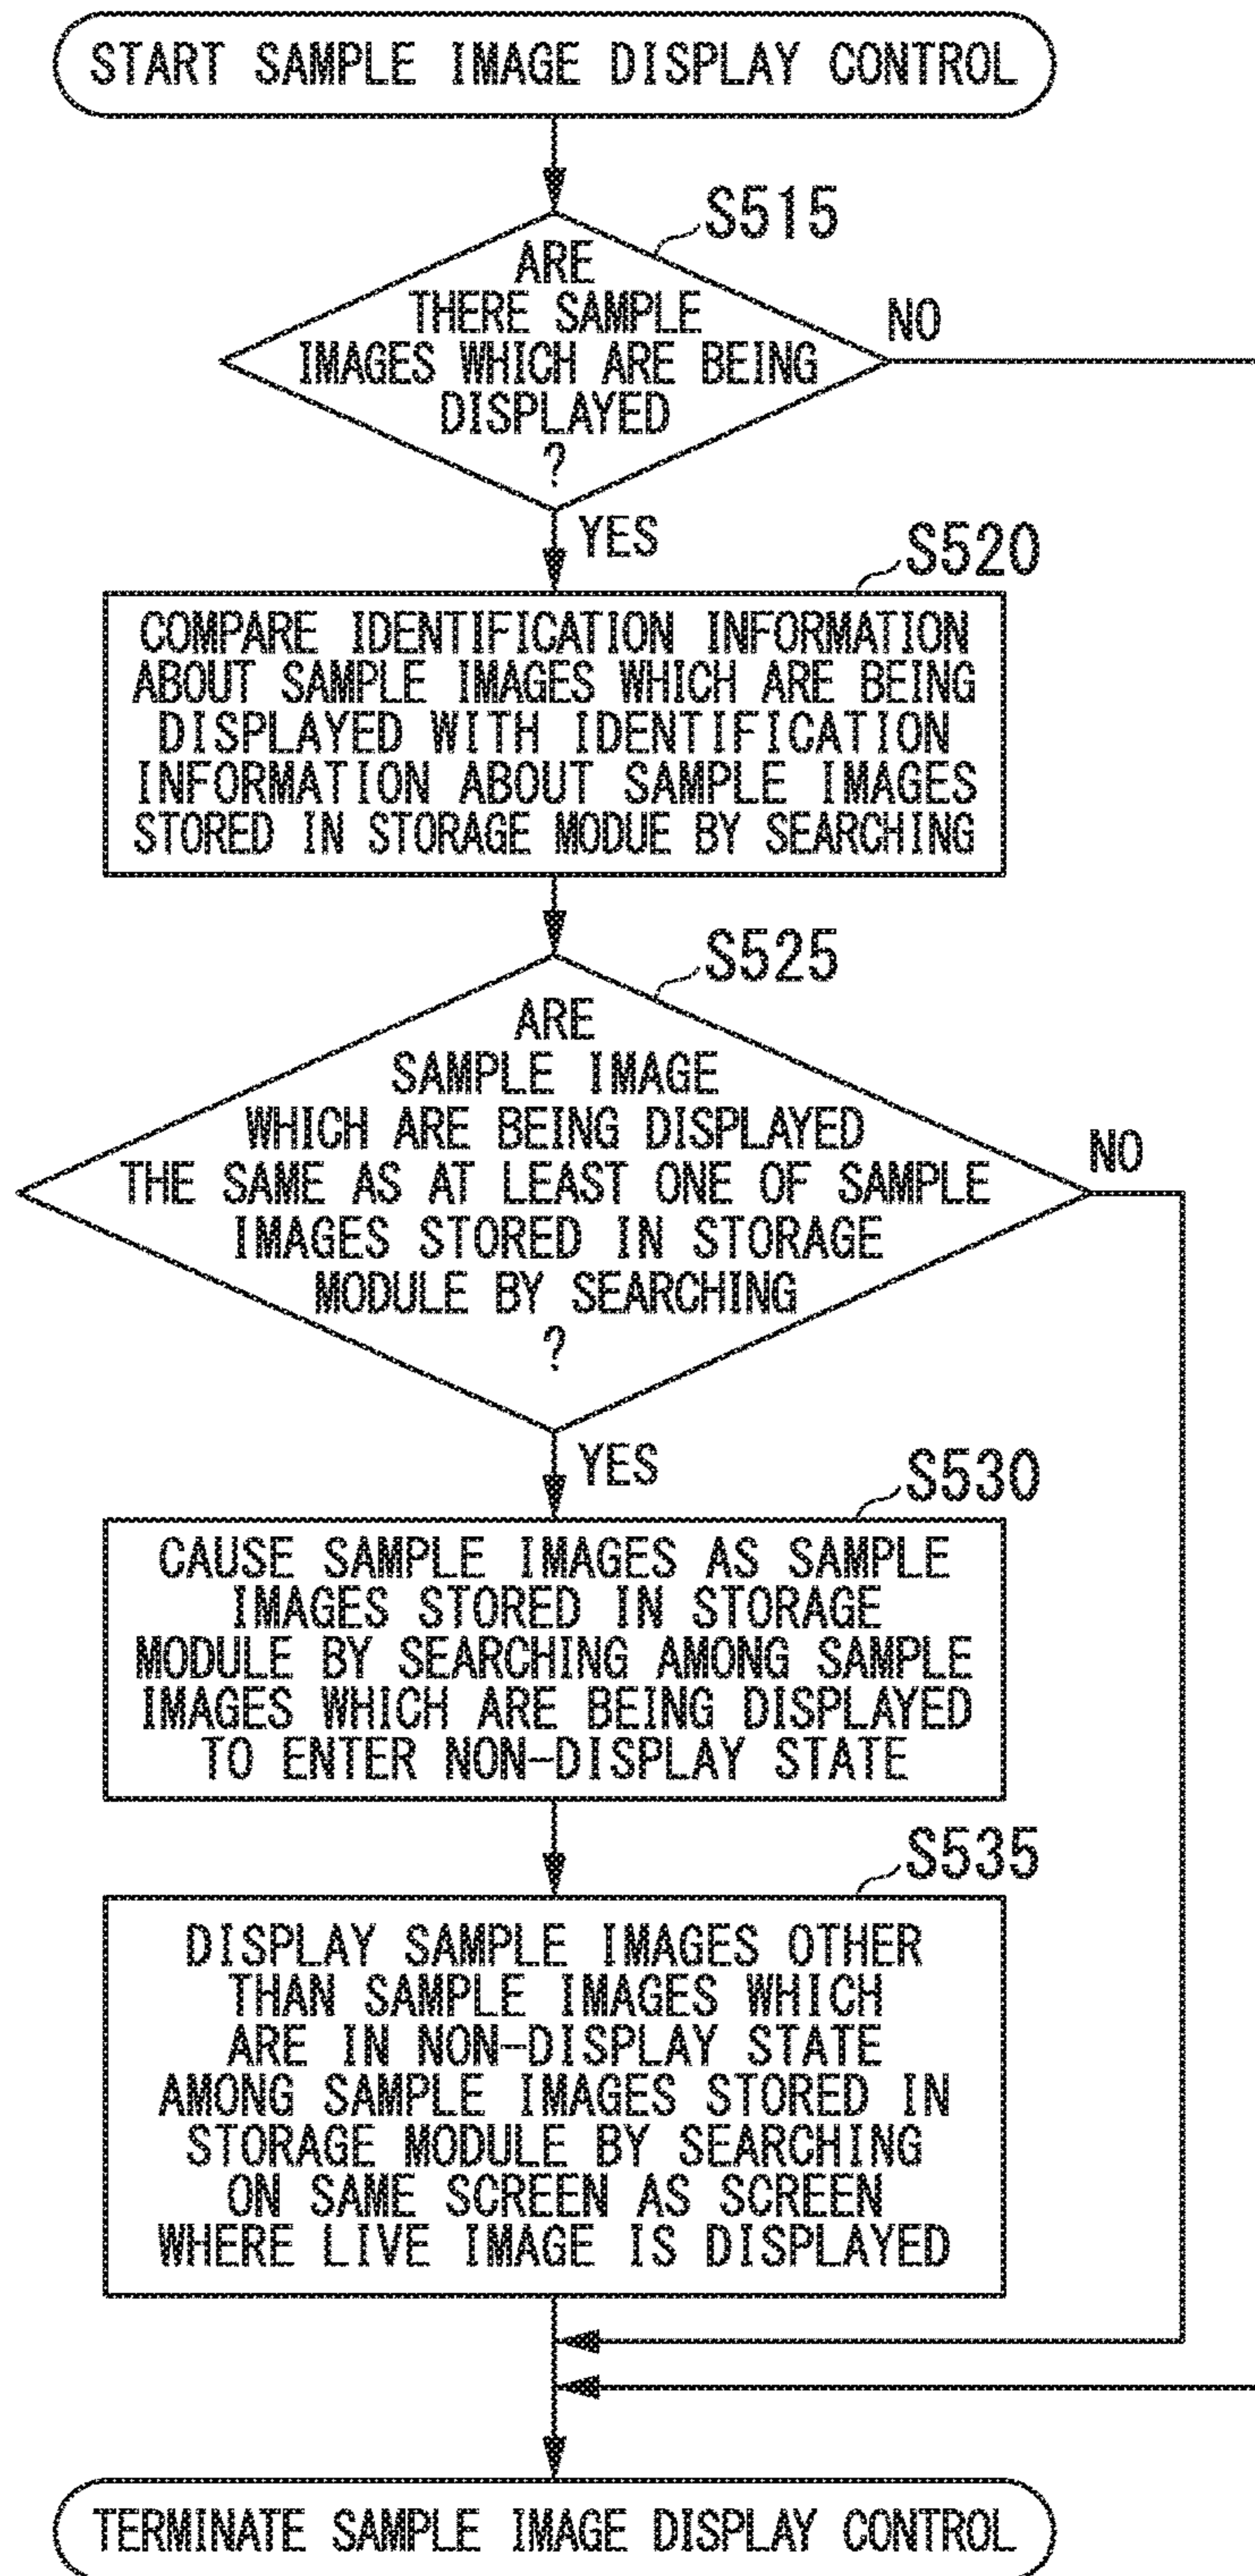 START SAMPLE IMAGE DISPLAY CONTROL
S515
ARE
THERE SAMPLE
IMAGES WHICH ARE BEING
DISPLAYED
?
NO
YES
S520
COMPARE IDENTIFICATION INFORMATION
ABOUT SAMPLE IMAGES WHICH ARE BEING
DISPLAYED WITH IDENTIFICATION
INFORMATION ABOUT SAMPLE IMAGES
STORED IN STORAGE MODUE BY SEARCHING
S525
ARE
SAMPLE IMAGE
WHICH ARE BEING DISPLAYED
THE SAME AS AT LEAST ONE OF SAMPLE
IMAGES STORED IN STORAGE
MODULE BY SEARCHING
?
NO
YES
S530
CAUSE SAMPLE IMAGES AS SAMPLE
IMAGES STORED IN STORAGE
MODULE BY SEARCHING AMONG SAMPLE
IMAGES WHICH ARE BEING DISPLAYED
TO ENTER NON-DISPLAY STATE
S535
DISPLAY SAMPLE IMAGES OTHER
THAN SAMPLE IMAGES WHICH
ARE IN NON-DISPLAY STATE
AMONG SAMPLE IMAGES STORED IN
STORAGE MODULE BY SEARCHING
ON SAME SCREEN AS SCREEN
WHERE LIVE IMAGE IS DISPLAYED
TERMINATE SAMPLE IMAGE DISPLAY CONTROL